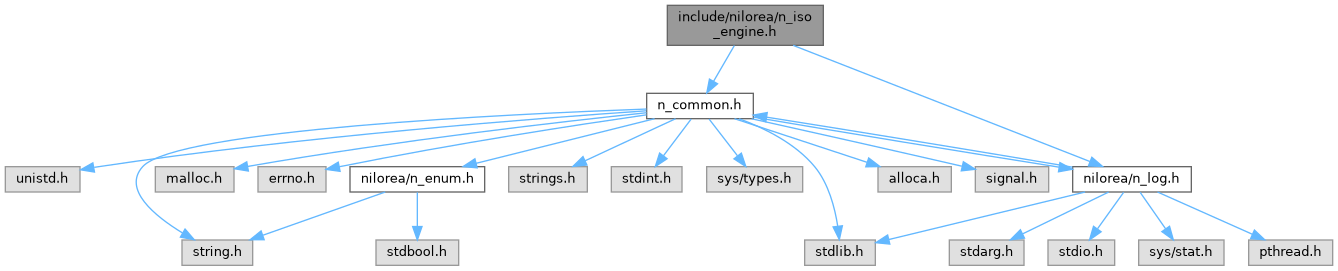 include/nilorea/n_iso
_engine.h
n_common.h
unistd.h
malloc.h
errno.h
nilorea/n_enum.h
strings.h
stdint.h
sys/types.h
alloca.h
signal.h
nilorea/n_log.h
string.h
stdbool.h
stdlib.h
stdarg.h
stdio.h
sys/stat.h
pthread.h